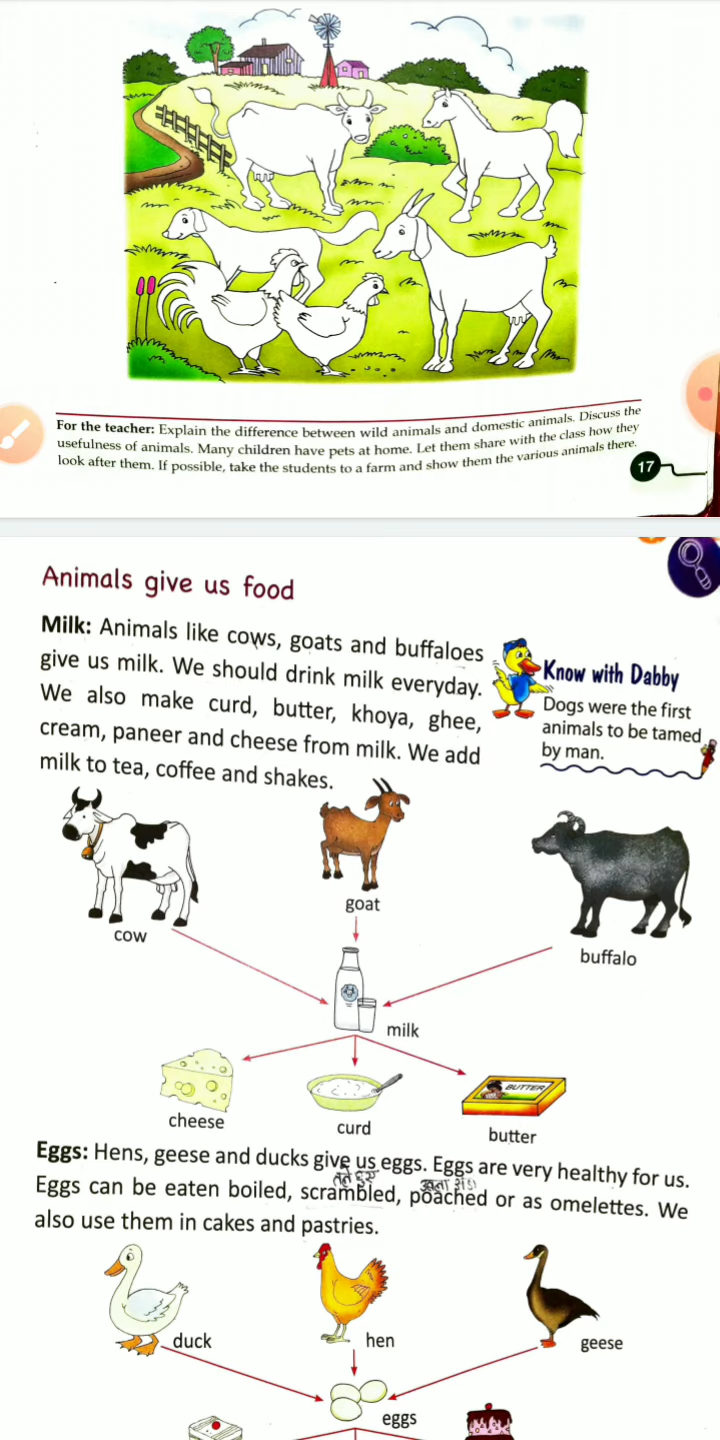 For the teacher: Explain the difference between wild animals and domestic animals. Discuss the
usefulness of animals. Many children have pets at home. Let them share with the class how they
look after them. If possible, take the students to a farm and show them the various animals there.
17
Animals give us food
Milk: Animals like cows, goats and buffaloes
give us milk. We should drink milk everyday.
We also make curd, butter, khoya, ghee,
cream, paneer and cheese from milk. We add
milk to tea, coffee and shakes.
Know with Dabby
Dogs were the first
animals to be tamed
by man.
cow
goat
buffalo
milk
cheese
curd
BUTTER
butter
Eggs: Hens, geese and ducks give us eggs. Eggs are very healthy for us.
तले हुए
Eggs can be eaten boiled, scrambled, poached or as omelettes. We
also use them in cakes and pastries.
duck
hen
geese
eggs